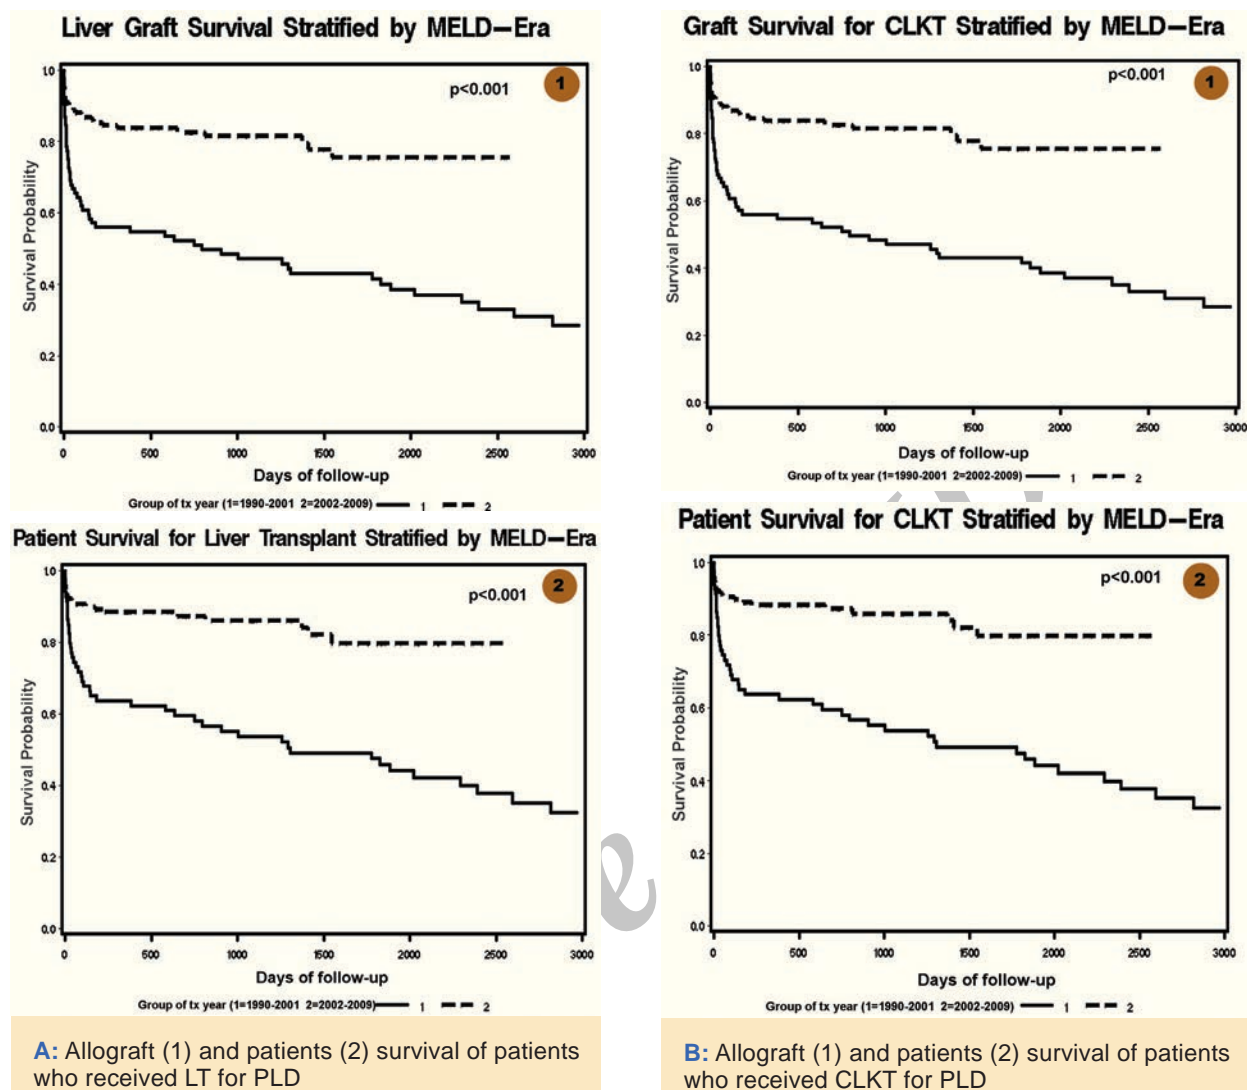 Liver Graft Survival Stratified by MELD—Era
p<0.001
1
Survival Probability
1.0
0.8
0.6
0.4
0.2
0.0
0 500 1000 1500 2000 2500 3000
Days of follow-up
Group of tx year (1=1990-2001 2=2002-2009) 1 2
Graft Survival for CLKT Stratified by MELD—Era
p<0.001
1
Survival Probability
1.0
0.8
0.6
0.4
0.2
0.0
0 500 1000 1500 2000 2500 3000
Days of follow-up
Group of tx year (1=1990-2001 2=2002-2009) 1 2
Patient Survival for Liver Transplant Stratified by MELD—Era
p<0.001
2
Survival Probability
1.0
0.8
0.6
0.4
0.2
0.0
0 500 1000 1500 2000 2500 3000
Days of follow-up
Group of tx year (1=1990-2001 2=2002-2009) 1 2
Patient Survival for CLKT Stratified by MELD—Era
p<0.001
2
Survival Probability
1.0
0.8
0.6
0.4
0.2
0.0
0 500 1000 1500 2000 2500 3000
Days of follow-up
Group of tx year (1=1990-2001 2=2002-2009) 1 2
A: Allograft (1) and patients (2) survival of patients
who received LT for PLD
B: Allograft (1) and patients (2) survival of patients
who received CLKT for PLD